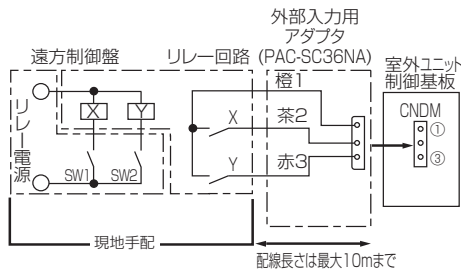 外部入力用
アダプタ
遠方制御盤 リレー回路 (PAC-SC36NA) 室外ユニット
制御基板
橙1
CNDM
X Y X 茶2 ①
リレー電源
Y 赤3 ③
SW1 SW2
現地手配
配線長さは最大10mまで